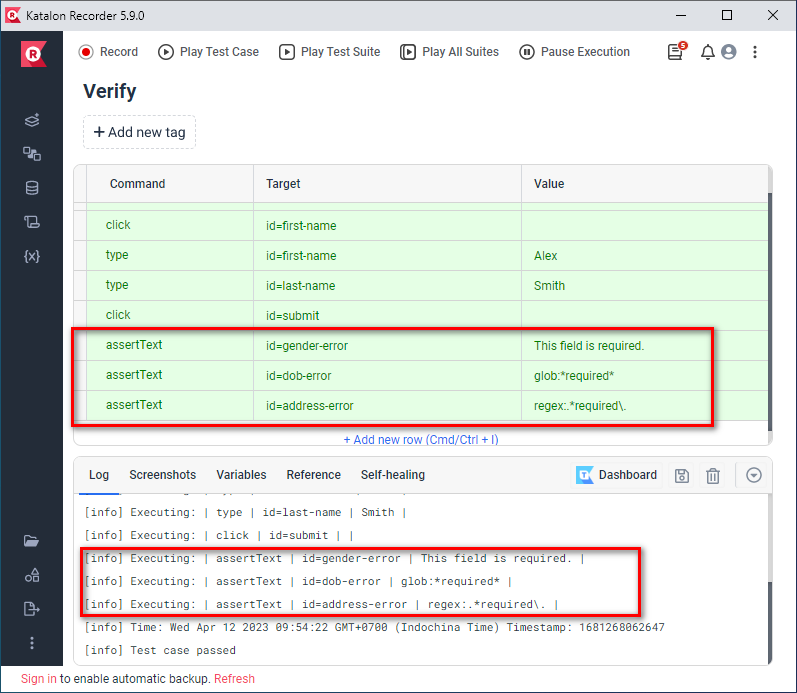 Katalon Recorder 5.9.0
Record Play Test Case Play Test Suite Play All Suites Pause Execution 5
Verify
+ Add new tag
Command Target Value
click id=first-name
type id=first-name Alex
type id=last-name Smith
click id=submit
assertText id=gender-error This field is required.
assertText id=dob-error glob:*required*
assertText id=address-error regex:.*required\.
+ Add new row (Cmd/Ctrl + I)
Log Screenshots Variables Reference Self-healing Dashboard
[info] Executing: | type | id=last-name | Smith |
[info] Executing: | click | id=submit | |
[info] Executing: | assertText | id=gender-error | This field is required. |
[info] Executing: | assertText | id=dob-error | glob:*required* |
[info] Executing: | assertText | id=address-error | regex:.*required\. |
[info] Time: Wed Apr 12 2023 09:54:22 GMT+0700 (Indochina Time) Timestamp: 1681268062647
[info] Test case passed
Sign in to enable automatic backup. Refresh